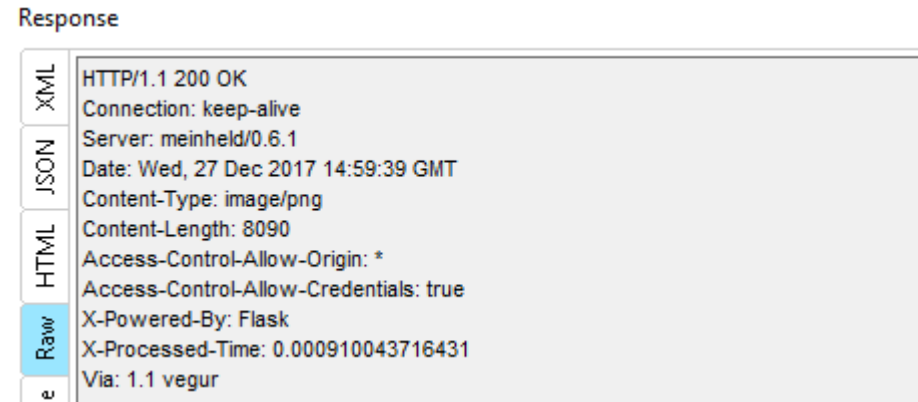 Response
XML
JSON
HTML
Raw
HTTP/1.1 200 OK
Connection: keep-alive
Server: meinheld/0.6.1
Date: Wed, 27 Dec 2017 14:59:39 GMT
Content-Type: image/png
Content-Length: 8090
Access-Control-Allow-Origin: *
Access-Control-Allow-Credentials: true
X-Powered-By: Flask
X-Processed-Time: 0.000910043716431
Via: 1.1 vegur